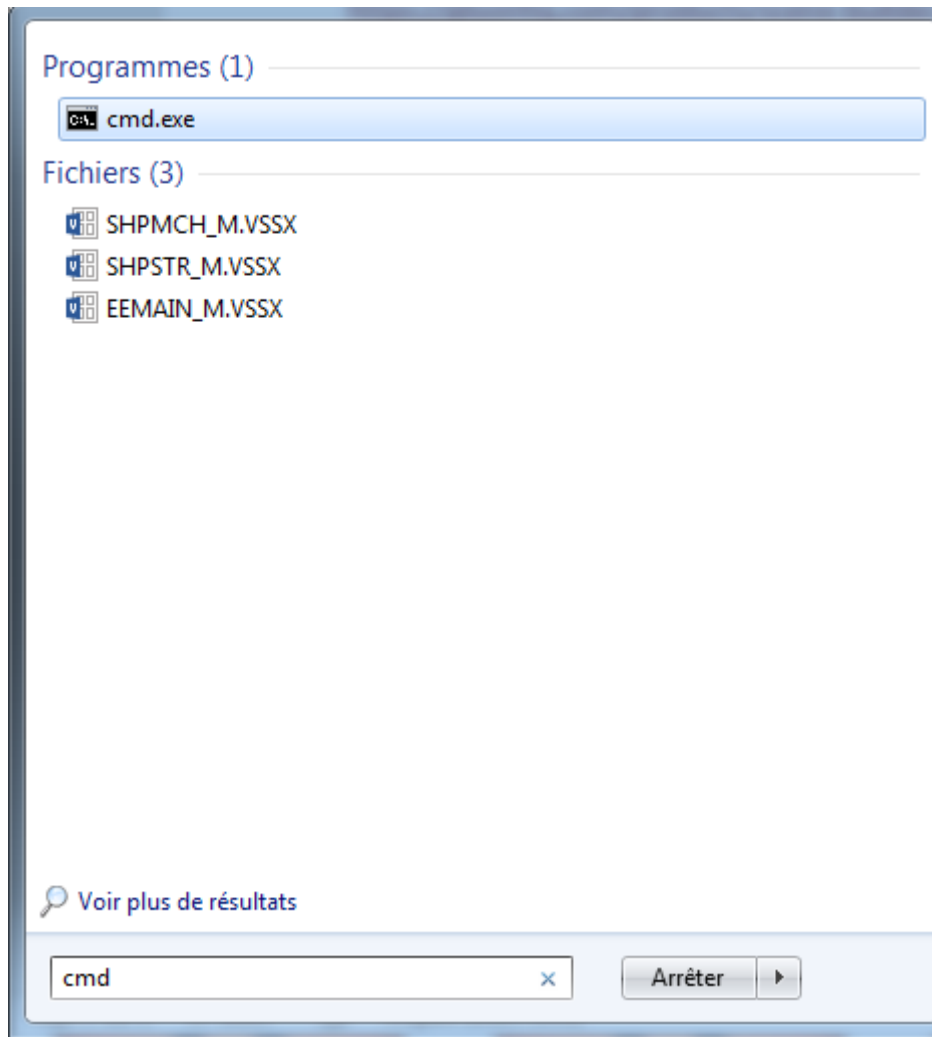 Programmes (1)
cmd.exe
Fichiers (3)
SHPMCH_M.VSSX
SHPSTR_M.VSSX
EEMAIN_M.VSSX
Voir plus de résultats
cmd
Arrêter